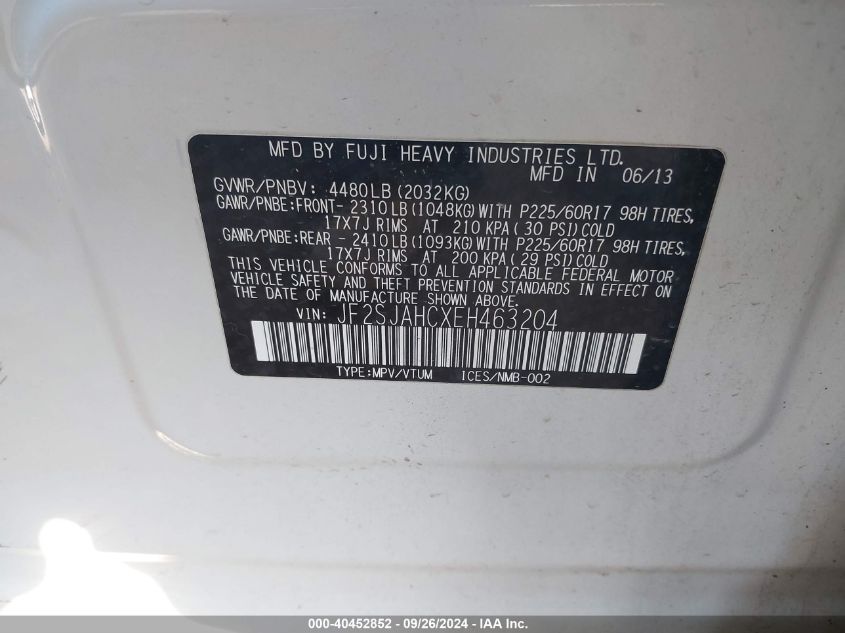 MFD BY FUJI HEAVY INDUSTRIES LTD.
MFD IN 06/13
GVWR/PNBV: 4480LB (2032KG)
GAWR/PNBE:FRONT- 2310LB (1048KG) WITH P225/60R17 98H TIRES,
17X7J RIMS AT 210 KPA ( 30 PSI) COLD
GAWR/PNBE:REAR - 2410LB (1093KG) WITH P225/60R17 98H TIRES,
17X7J RIMS AT 200 KPA ( 29 PSI) COLD
THIS VEHICLE CONFORMS TO ALL APPLICABLE FEDERAL MOTOR
VEHICLE SAFETY AND THEFT PREVENTION STANDARDS IN EFFECT ON
THE DATE OF MANUFACTURE SHOWN ABOVE.
VIN: JF2SJAHCXEH463204
TYPE:MPV/VTUM ICES/NMB-002
000-40452852 - 09/26/2024 - IAA Inc.